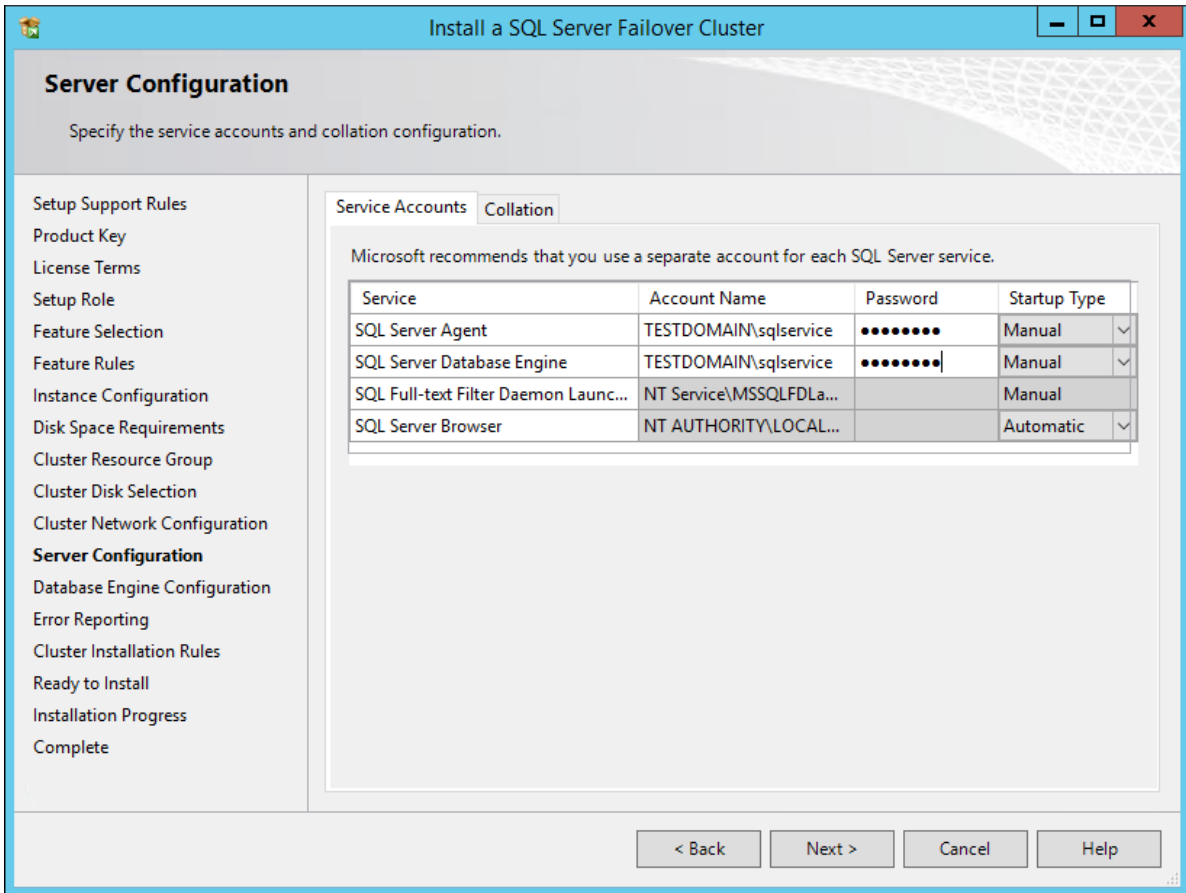 Install a SQL Server Failover Cluster
Server Configuration
Specify the service accounts and collation configuration.
Setup Support Rules
Product Key
License Terms
Setup Role
Feature Selection
Feature Rules
Instance Configuration
Disk Space Requirements
Cluster Resource Group
Cluster Disk Selection
Cluster Network Configuration
Server Configuration
Database Engine Configuration
Error Reporting
Cluster Installation Rules
Ready to Install
Installation Progress
Complete
Service Accounts Collation
Microsoft recommends that you use a separate account for each SQL Server service.
Service Account Name Password Startup Type
SQL Server Agent TESTDOMAIN\sqlservice ●●●●●●●● Manual
SQL Server Database Engine TESTDOMAIN\sqlservice ●●●●●●●● Manual
SQL Full-text Filter Daemon Launc... NT Service\MSSQLFDLa... Manual
SQL Server Browser NT AUTHORITY\LOCAL... Automatic
< Back Next > Cancel Help